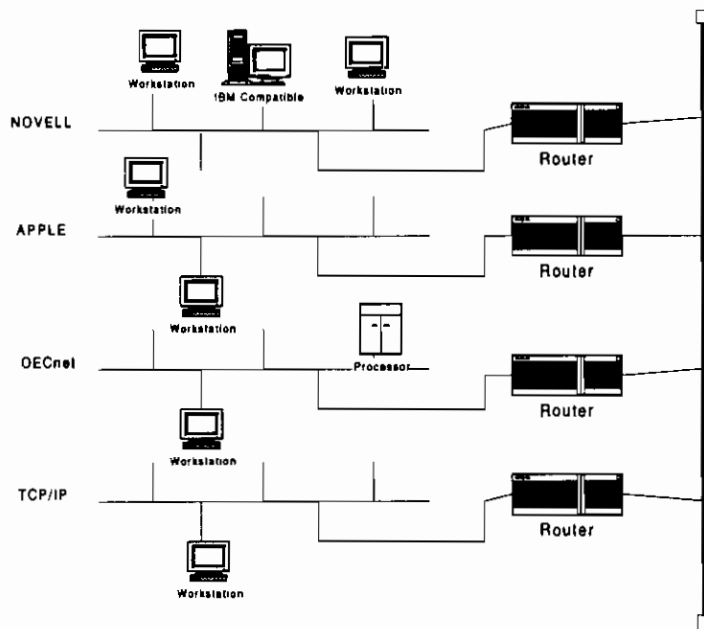 Workstation
IBM Compatible
Workstation
NOVELL
Router
Workstation
APPLE
Router
Workstation
OECnet
Processor
Router
Workstation
TCP/IP
Router
Workstation